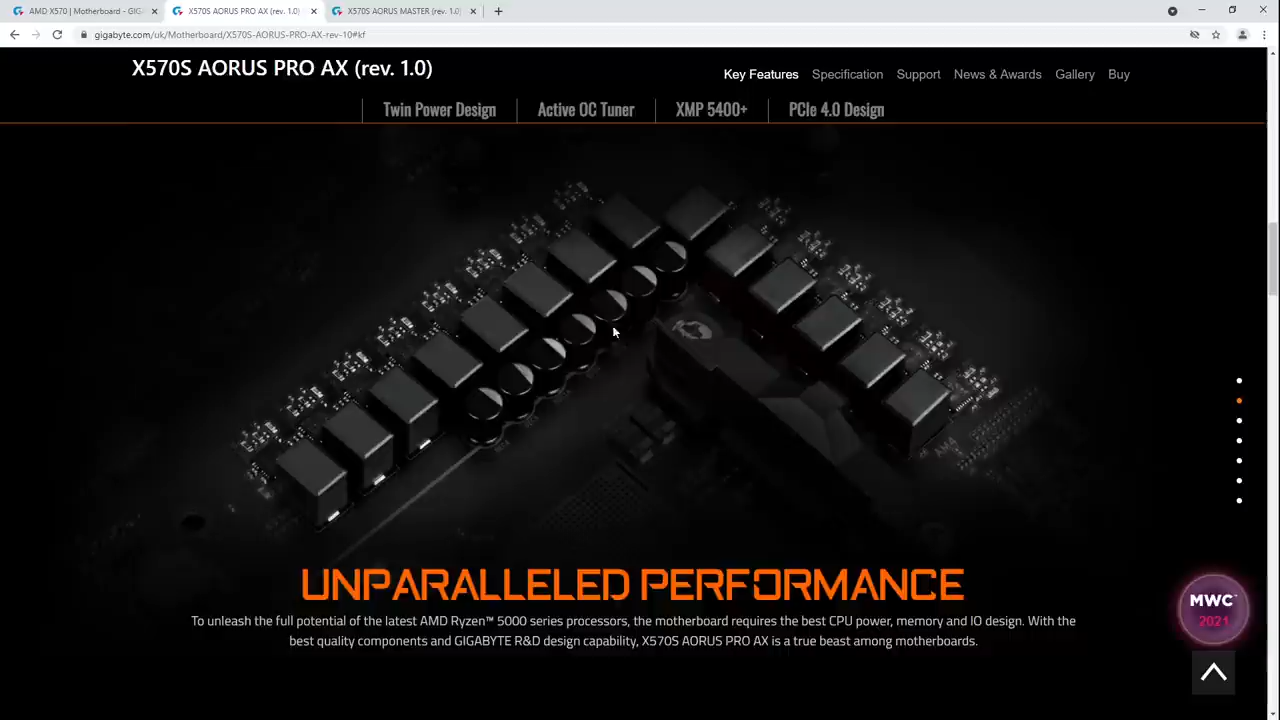 AMD X570 | Motherboard - GIG
X570S AORUS PRO AX (rev. 1.0)
X570S AORUS MASTER (rev. 1.0)
gigabyte.com/uk/Motherboard/X570S-AORUS-PRO-AX-rev-10#kf
X570S AORUS PRO AX (rev. 1.0)
Key Features Specification Support News & Awards Gallery Buy
Twin Power Design Active OC Tuner XMP 5400+ PCIe 4.0 Design
UNPARALLELED PERFORMANCE
To unleash the full potential of the latest AMD Ryzen™ 5000 series processors, the motherboard requires the best CPU power, memory and IO design. With the
best quality components and GIGABYTE R&D design capability, X570S AORUS PRO AX is a true beast among motherboards.
MWC
2021